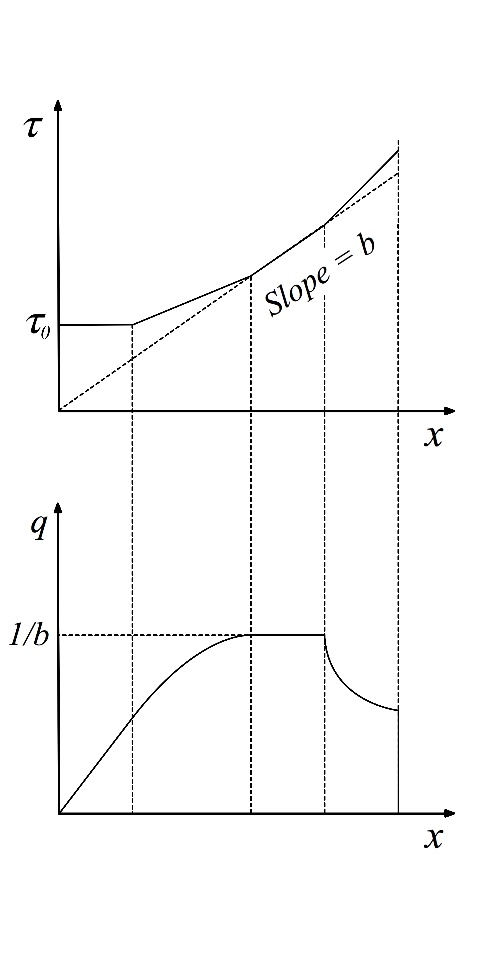 τ
Slope = b
τ0
x
q
1/b
x